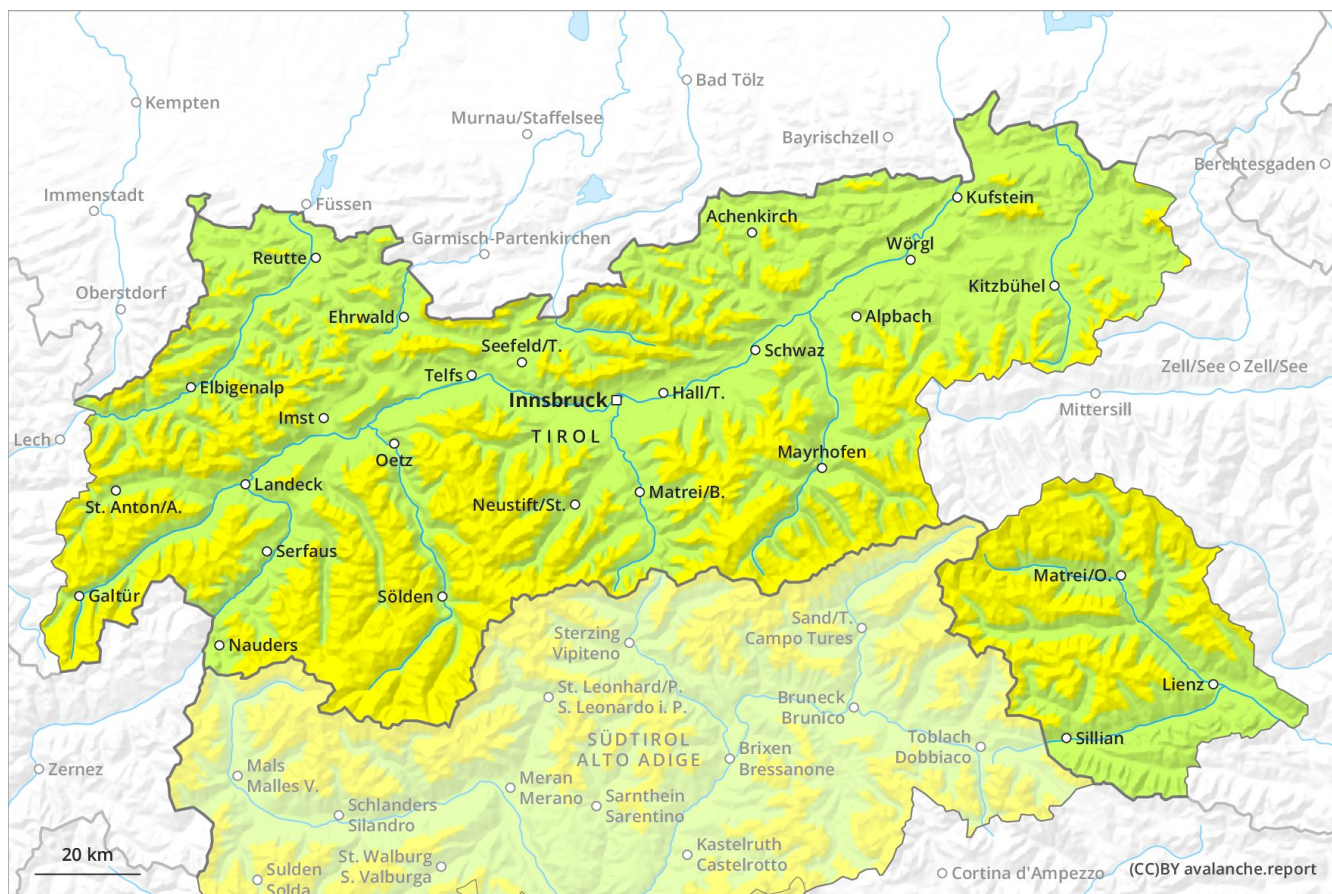 Kempten
Bad Tölz
Murnau/Staffelsee
Bayrischzell
Berchtesgaden
Immenstadt
Füssen
Kufstein
Achenkirch
Garmisch-Partenkirchen
Wörgl
Reutte
Oberstdorf
Kitzbühel
Ehrwald
Alpbach
Seefeld/T.
Schwaz
Telfs
Zell/See
Zell/See
Elbigenalp
Hall/T.
Innsbruck
Mittersill
Imst
TIROL
Lech
Oetz
Mayrhofen
Landeck
Matrei/B.
St. Anton/A.
Neustift/St.
Serfaus
Matrei/O.
Galtür
Sölden
Sand/T.
Campo Tures
Sterzing
Vipiteno
Nauders
Lienz
St. Leonhard/P.
S. Leonardo i. P.
Bruneck
Brunico
Sillian
SÜDTIROL
ALTO ADIGE
Toblach
Dobbiaco
Brixen
Bressanone
Zernez
Mals
Malles V.
Meran
Merano
Sarnthein
Sarentino
Schlanders
Silandro
Kastelruth
Castelrotto
20 km
St. Walburg
S. Valburga
Sulden
Solda
Cortina d'Ampezzo
(CC)BY avalanche.report